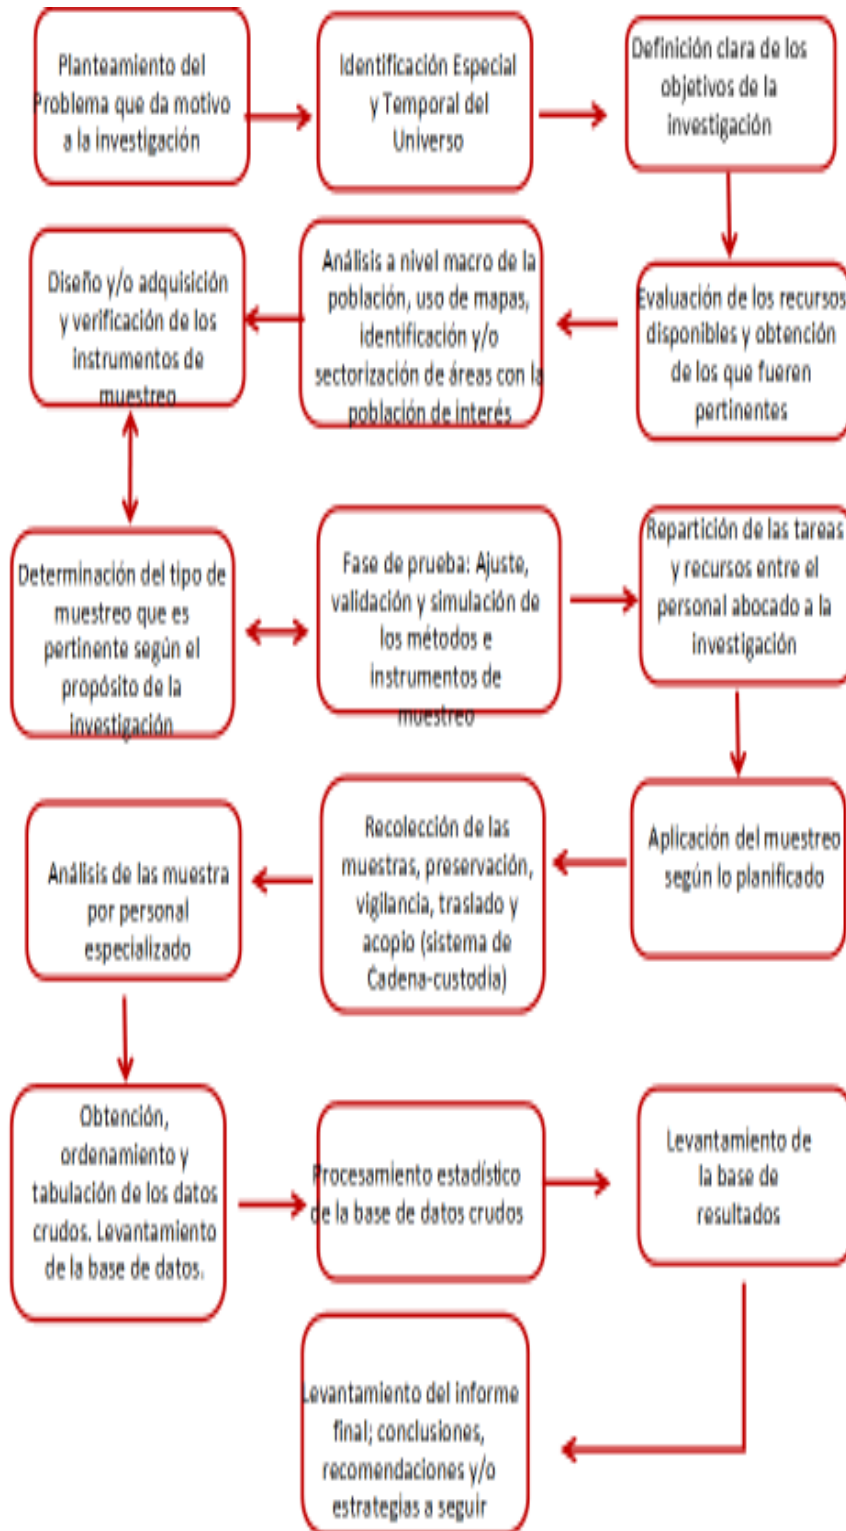 Planteamiento del
Problema que da motivo
a la investigación
Identificación Especial
y Temporal del
Universo
Definición clara de los
objetivos de la
investigación
Evaluación de los recursos
disponibles y obtención
de los que fueren
pertinentes
Análisis a nivel macro de la
población, uso de mapas,
identificación y/o
sectorización de áreas con la
población de interés
Diseño y/o adquisición
y verificación de los
instrumentos de
muestreo
Determinación del tipo de
muestreo que es
pertinente según el
propósito de la
investigación
Fase de prueba: Ajuste,
validación y simulación de
los métodos e
instrumentos de
muestreo
Repartición de las tareas
y recursos entre el
personal abocado a la
investigación
Aplicación del muestreo
según lo planificado
Recolección de las
muestras, preservación,
vigilancia, traslado y
acopio (sistema de
Cadena-custodia)
Análisis de las muestra
por personal
especializado
Obtención,
ordenamiento y
tabulación de los datos
crudos. Levantamiento
de la base de datos.
Procesamiento estadístico
de la base de datos crudos
Levantamiento de
la base de
resultados
Levantamiento del informe
final; conclusiones,
recomendaciones y/o
estrategias a seguir